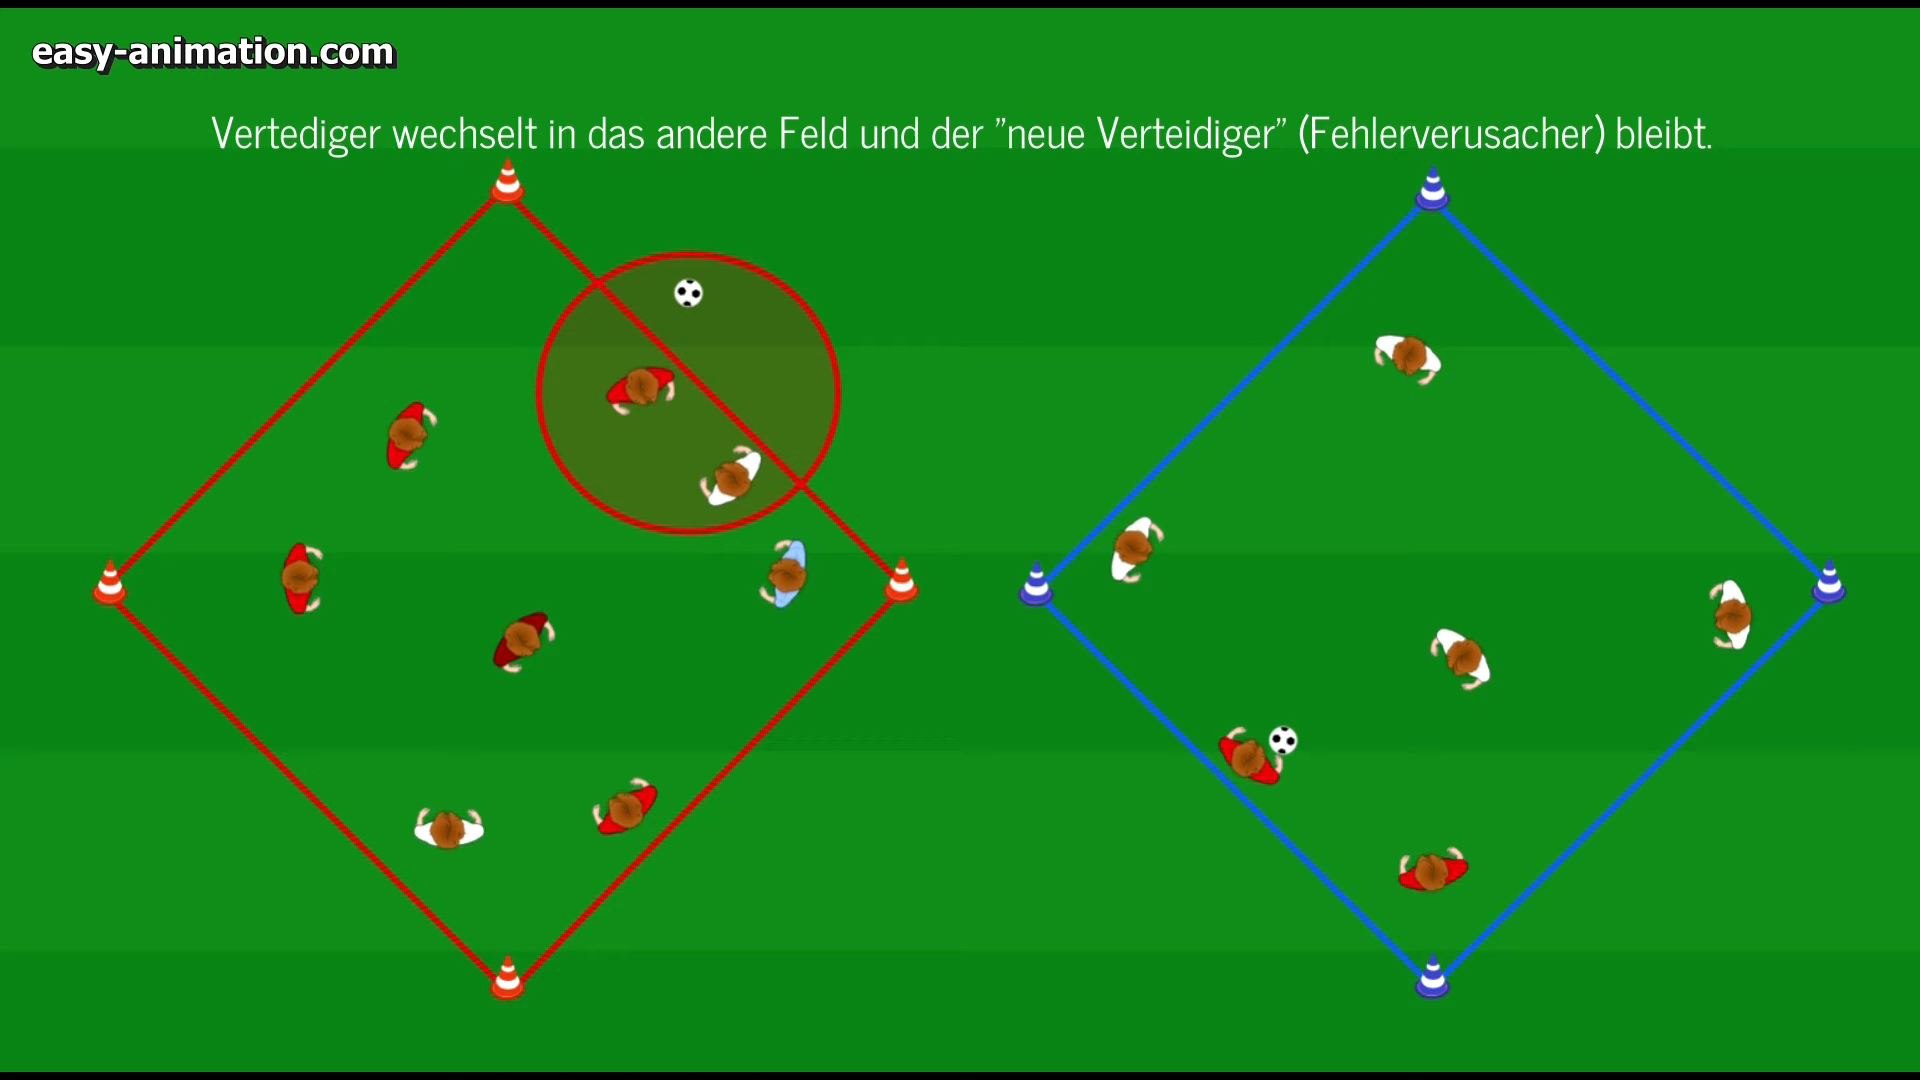 easy-animation.com
Vertediger wechselt in das andere Feld und der "neue Verteidiger" (Fehlerverusacher) bleibt.